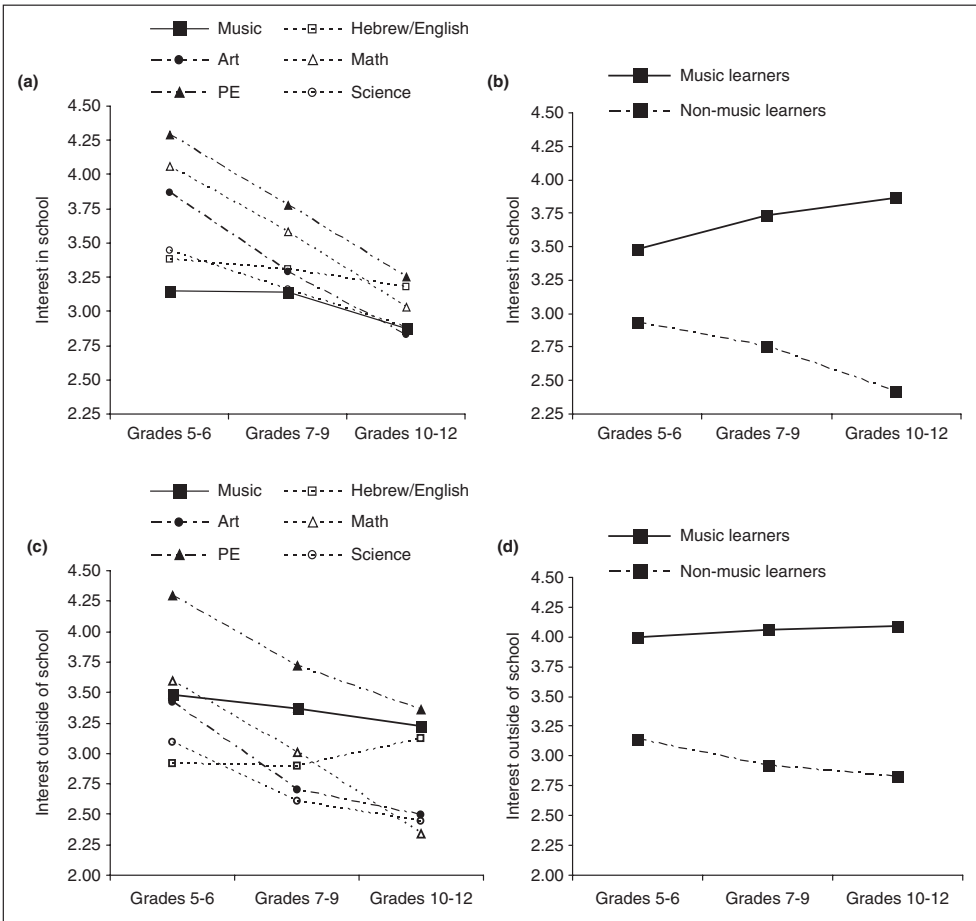 Music Hebrew/English
Art Math
PE Science
(a)
4.50
4.25
4.00
3.75
3.50
3.25
3.00
2.75
2.50
2.25
Interest in school
Grades 5-6 Grades 7-9 Grades 10-12
(b)
Music learners
Non-music learners
4.50
4.25
4.00
3.75
3.50
3.25
3.00
2.75
2.50
2.25
Interest in school
Grades 5-6 Grades 7-9 Grades 10-12
Music Hebrew/English
Art Math
PE Science
(c)
4.50
4.25
4.00
3.75
3.50
3.25
3.00
2.75
2.50
2.25
2.00
Interest outside of school
Grades 5-6 Grades 7-9 Grades 10-12
(d)
Music learners
Non-music learners
4.50
4.25
4.00
3.75
3.50
3.25
3.00
2.75
2.50
2.25
2.00
Interest outside of school
Grades 5-6 Grades 7-9 Grades 10-12